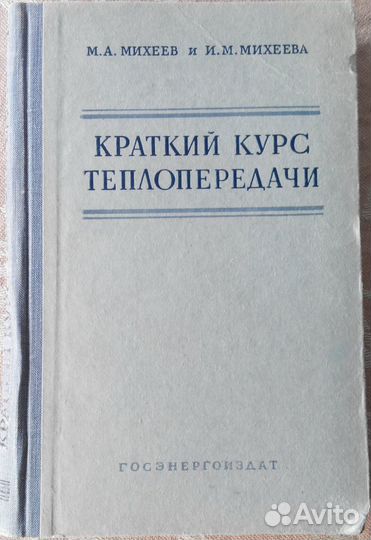 М. А. МИХЕЕВ и И. М. МИХЕЕВА
КРАТКИЙ КУРС
ТЕПЛОПЕРЕДАЧИ
ГОСЭНЕРГОИЗДАТ
Avito